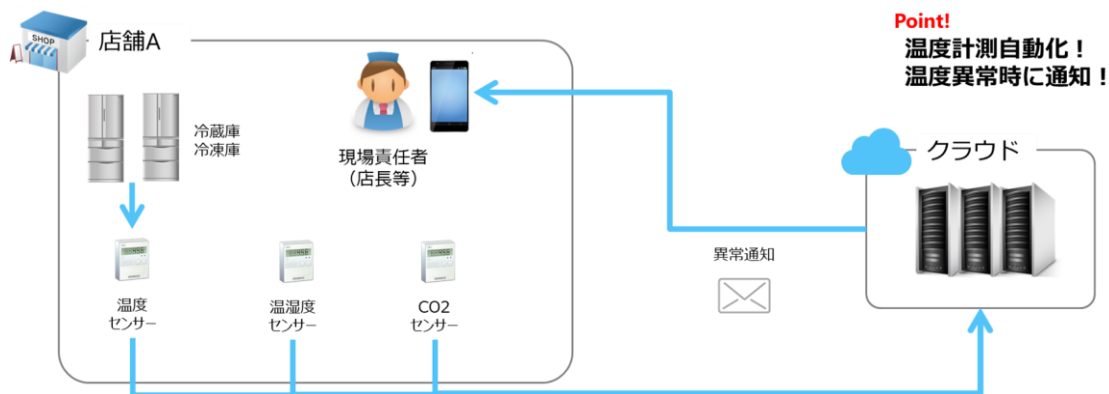 SHOP
店舗A
Point!
温度計測自動化！
温度異常時に通知！
冷蔵庫
冷凍庫
現場責任者
（店長等）
クラウド
異常通知
温度
センサー
温湿度
センサー
CO2
センサー